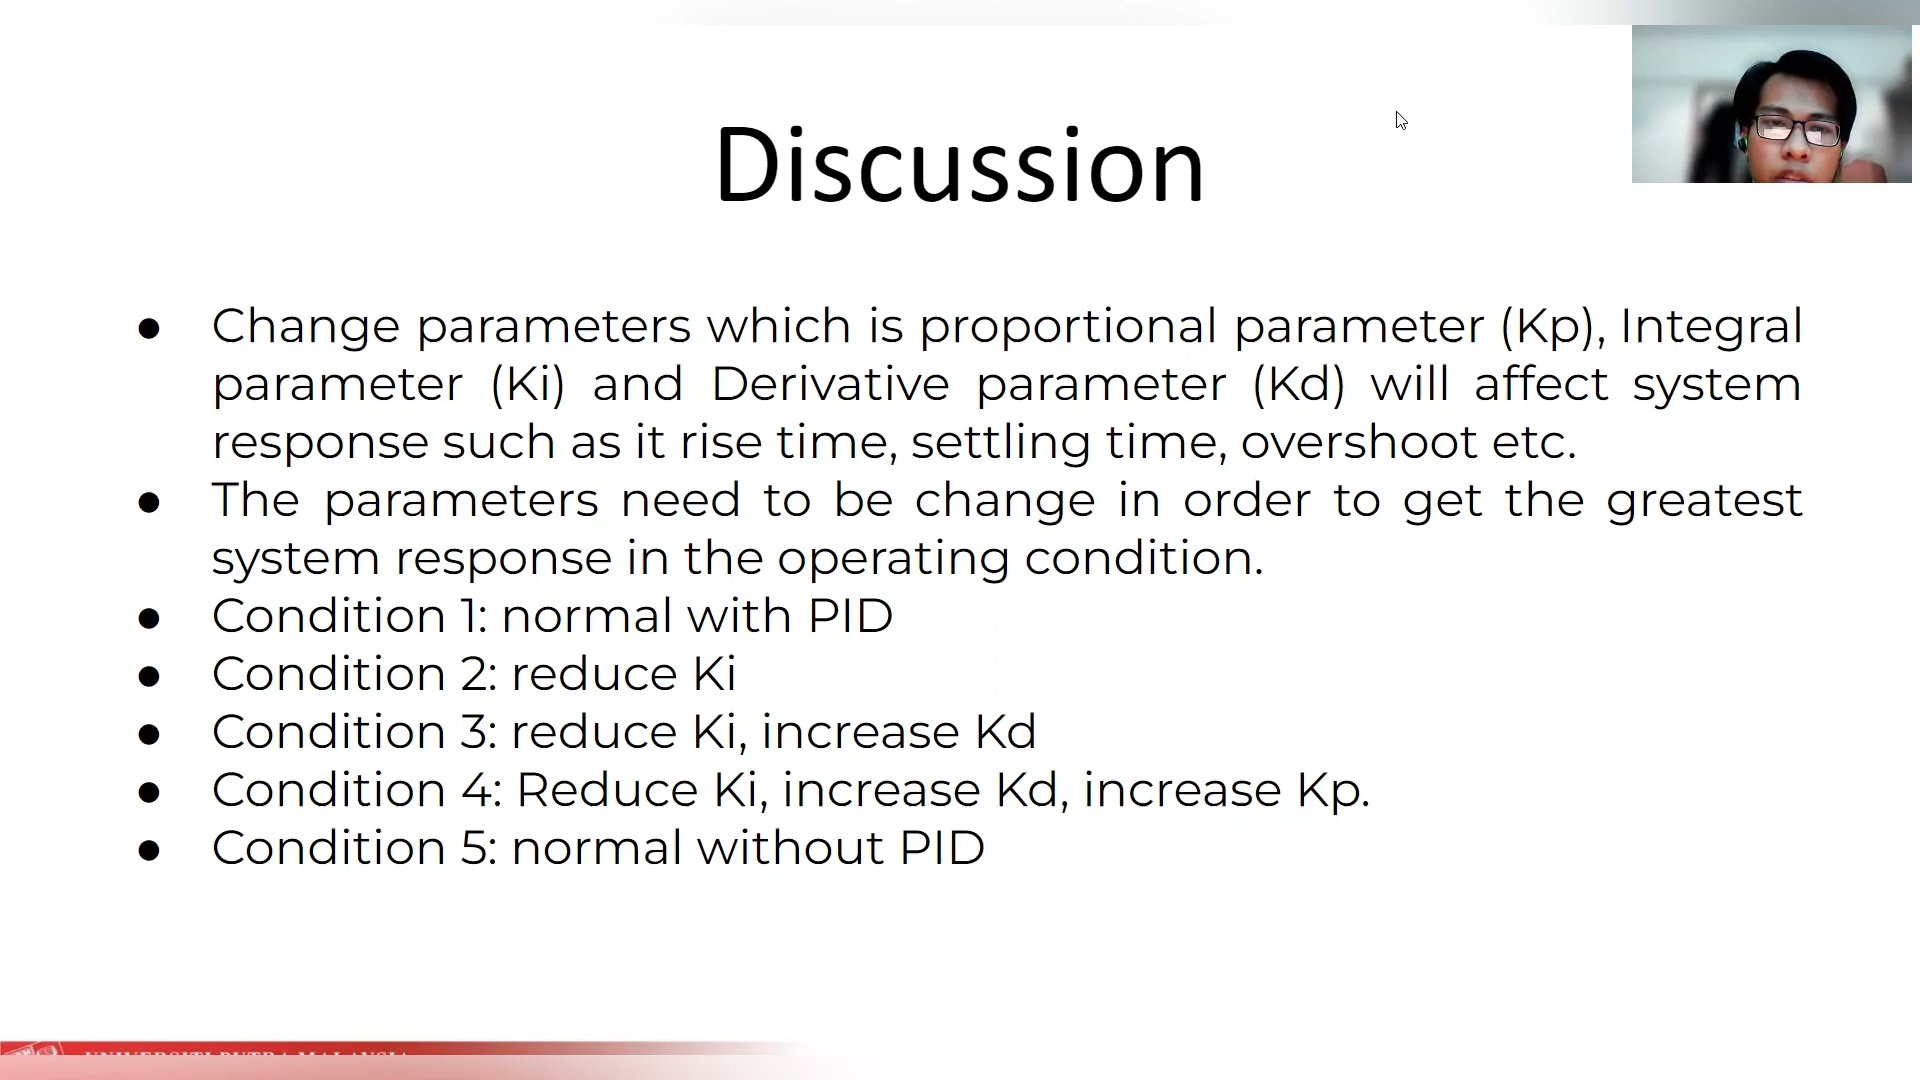 Discussion
● Change parameters which is proportional parameter (Kp), Integral
parameter (Ki) and Derivative parameter (Kd) will affect system
response such as it rise time, settling time, overshoot etc.
● The parameters need to be change in order to get the greatest
system response in the operating condition.
● Condition 1: normal with PID
● Condition 2: reduce Ki
● Condition 3: reduce Ki, increase Kd
● Condition 4: Reduce Ki, increase Kd, increase Kp.
● Condition 5: normal without PID
UNIVERSITI PUTRA MALAYSIA